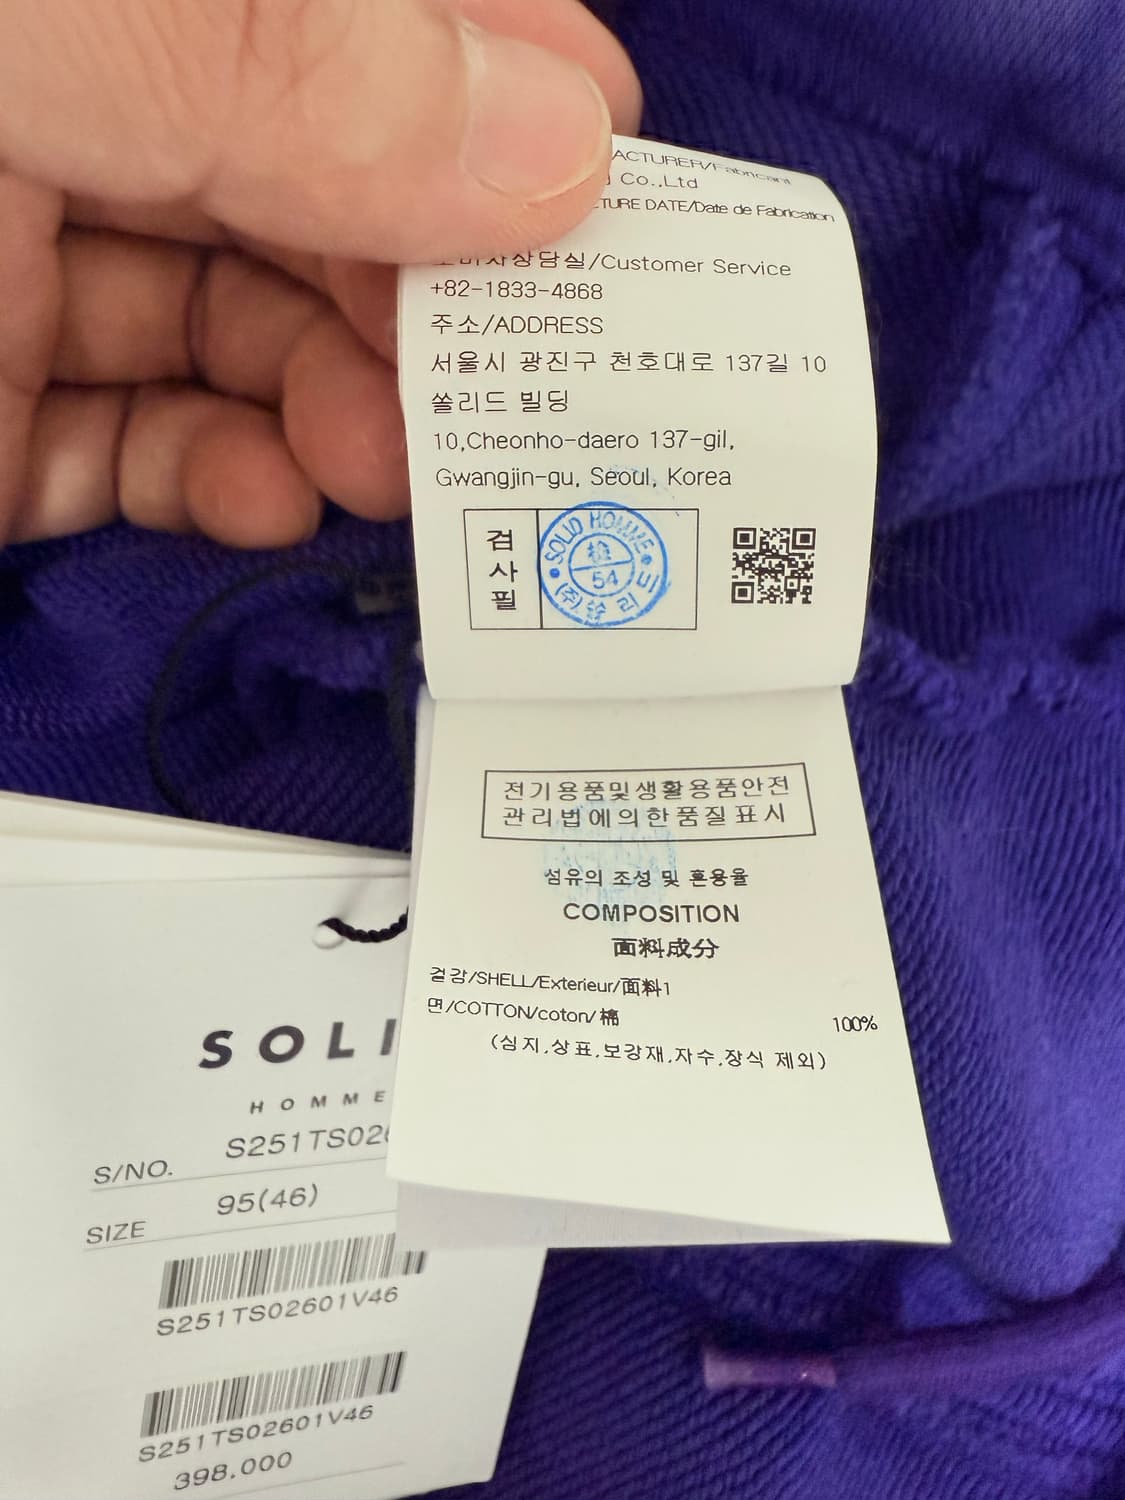 Co.,Ltd
DATE/Date de Fabrication
/Customer Service
+82-1833-4868
주소/ADDRESS
서울시 광진구 천호대로 137길 10
쏠리드 빌딩
10,Cheonho-daero 137-gil,
Gwangjin-gu, Seoul, Korea
검사필
SOLID HOMME
檢
54
(주)쏠리드
전기용품및생활용품안전
관리법에의한품질표시
섬유의 조성 및 혼용율
COMPOSITION
面料成分
겉감/SHELL/Exterieur/面料1
면/COTTON/coton/棉 100%
(심지,상표,보강재,자수,장식 제외)
HOMME
S/NO.
SIZE 95(46)
S251TS02601V46
S251TS02601V46
398,000